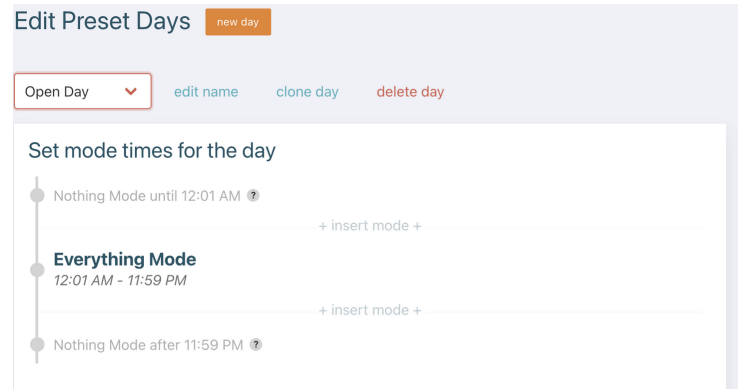 Edit Preset Days new day
Open Day edit name clone day delete day
Set mode times for the day
Nothing Mode until 12:01 AM ?
+ insert mode +
Everything Mode
12:01 AM - 11:59 PM
+ insert mode +
Nothing Mode after 11:59 PM ?